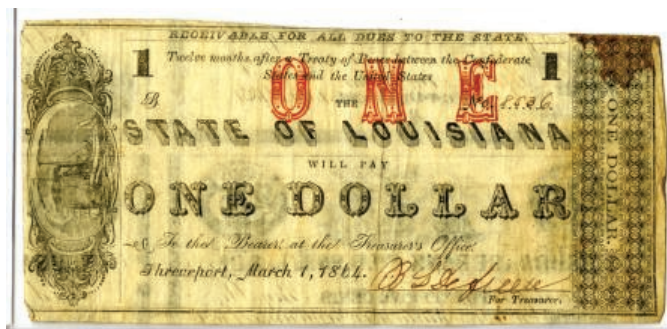 RECEIVABLE FOR ALL DUES TO THE STATE.
1 1
Twelve months after a Treaty of Peace between the Confederate
States and the United States
ONE
B THE No. 8536.
STATE OF LOUISIANA
WILL PAY
ONE DOLLAR
To the Bearer, at the Treasurer's Office,
Shreveport, March 1, 1864.
For Treasurer.
ONE DOLLAR.